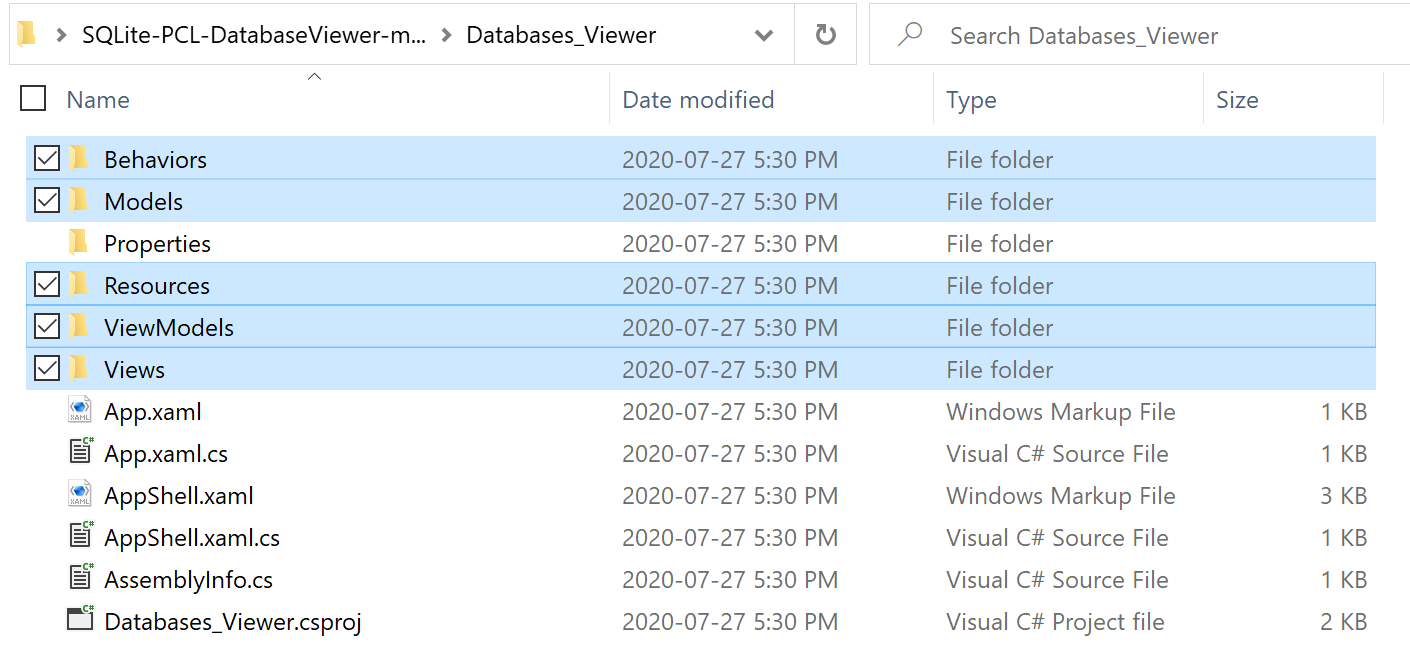 SQLite-PCL-DatabaseViewer-m... Databases_Viewer Search Databases_Viewer
Name Date modified Type Size
Behaviors 2020-07-27 5:30 PM File folder
Models 2020-07-27 5:30 PM File folder
Properties 2020-07-27 5:30 PM File folder
Resources 2020-07-27 5:30 PM File folder
ViewModels 2020-07-27 5:30 PM File folder
Views 2020-07-27 5:30 PM File folder
App.xaml 2020-07-27 5:30 PM Windows Markup File 1 KB
App.xaml.cs 2020-07-27 5:30 PM Visual C# Source File 1 KB
AppShell.xaml 2020-07-27 5:30 PM Windows Markup File 3 KB
AppShell.xaml.cs 2020-07-27 5:30 PM Visual C# Source File 1 KB
AssemblyInfo.cs 2020-07-27 5:30 PM Visual C# Source File 1 KB
Databases_Viewer.csproj 2020-07-27 5:30 PM Visual C# Project file 2 KB